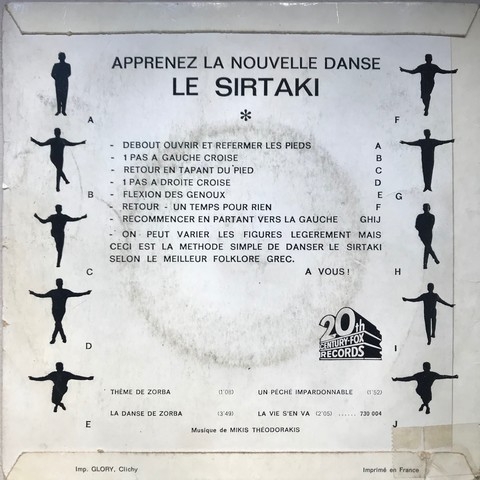 APPRENEZ LA NOUVELLE DANSE
LE SIRTAKI
*
- DEBOUT OUVRIR ET REFERMER LES PIEDS A
- 1 PAS A GAUCHE CROISE B
- RETOUR EN TAPANT DU PIED C
- 1 PAS A DROITE CROISE D
- FLEXION DES GENOUX E
RETOUR - UN TEMPS POUR RIEN F
- RECOMMENCER EN PARTANT VERS LA GAUCHE GHIJ
- ON PEUT VARIER LES FIGURES LEGEREMENT MAIS
CECI EST LA METHODE SIMPLE DE DANSER LE SIRTAKI
SELON LE MEILLEUR FOLKLORE GREC.
A VOUS !
A
B
C
D
E
F
G
H
I
J
20th
CENTURY-FOX
RECORDS
THÈME DE ZORBA (1'08) UN PÉCHÉ IMPARDONNABLE (1'52)
LA DANSE DE ZORBA (3'49) LA VIE S'EN VA (2'05) ...... 730 004
Musique de MIKIS THÉODORAKIS
Imp. GLORY, Clichy Imprimé en France